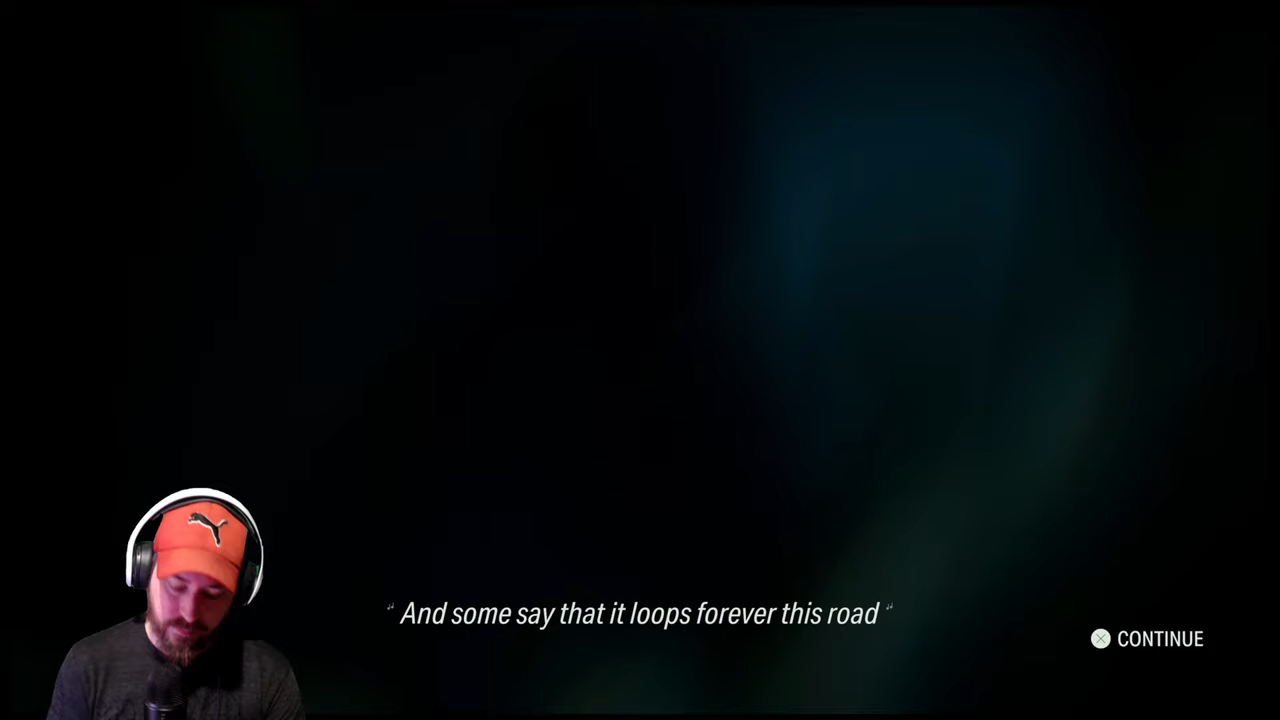 ♫ And some say that it loops forever this road ♫
CONTINUE